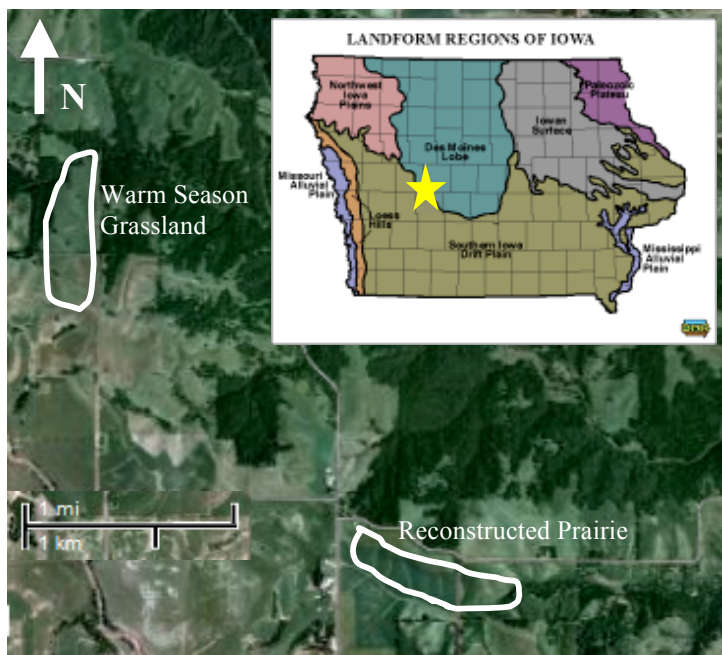 N
LANDFORM REGIONS OF IOWA
Northwest
Iowa
Plains
Paleozoic
Plateau
Iowan
Surface
Des Moines
Lobe
Missouri
Alluvial
Plain
Loess
Hills
Southern Iowa
Drift Plain
Mississippi
Alluvial
Plain
Warm Season
Grassland
1 mi
1 km
Reconstructed Prairie